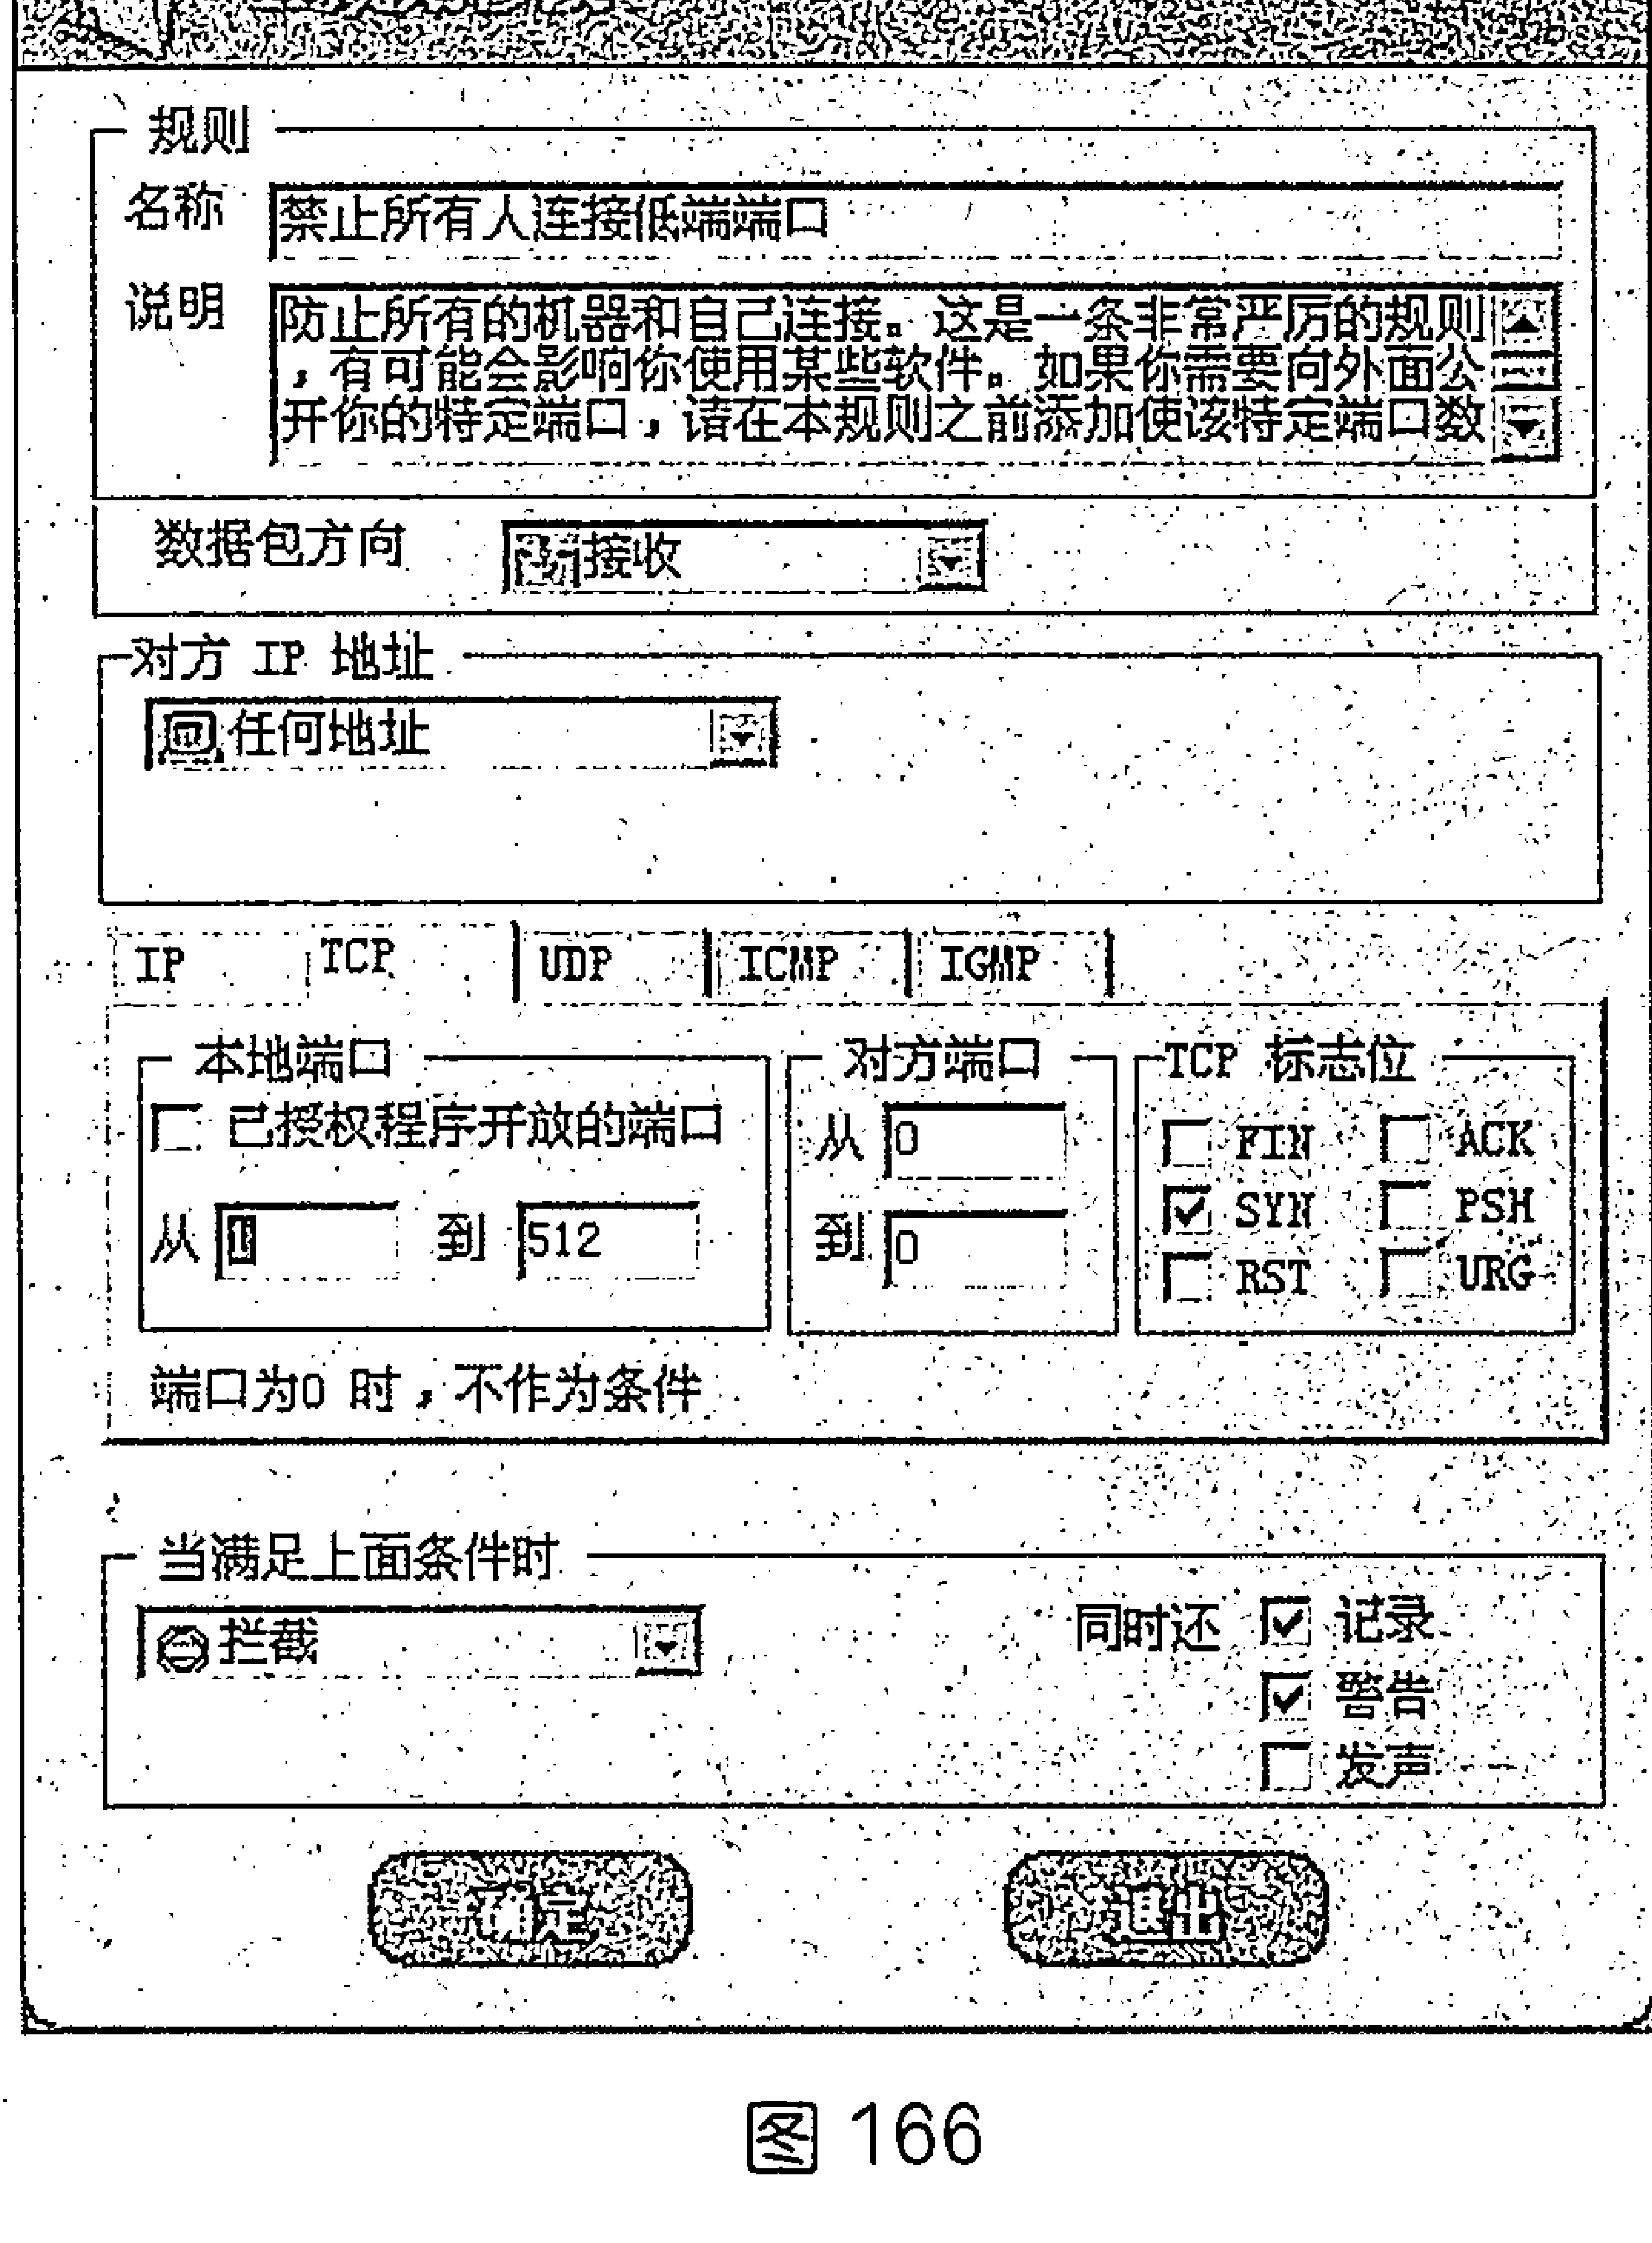 规则
名称 禁止所有人连接低端端口
说明 防止所有的机器和自己连接。这是一条非常严厉的规则
，有可能会影响你使用某些软件。如果你需要向外面公
开你的特定端口，请在本规则之前添加使该特定端口数
数据包方向 接收
对方 IP 地址
任何地址
IP TCP UDP ICMP IGMP
本地端口 对方端口 TCP 标志位
已授权程序开放的端口 从 0 FIN ACK
从 1 到 512 到 0 SYN PSH
RST URG
端口为0 时，不作为条件
当满足上面条件时
拦截 同时还 记录
警告
发声
确定 退出
图 166